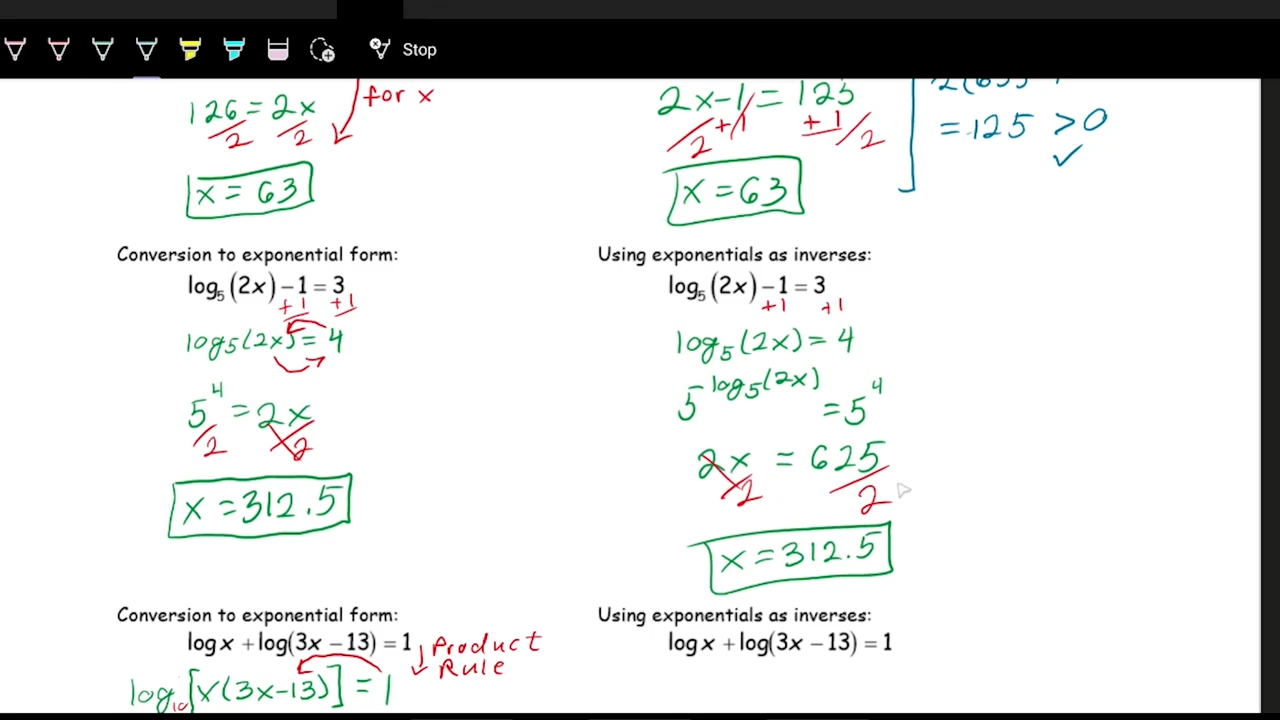 Stop
126 = 2x
2 2
for x
x = 63
2x-1 = 125
+1 +1
2 2
= 125 > 0 ✓
x = 63
Conversion to exponential form:
log₅(2x) – 1 = 3
+1 +1
log₅(2x) = 4
5⁴ = 2x
2 2
x = 312.5
Using exponentials as inverses:
log₅(2x) – 1 = 3
+1 +1
log₅(2x) = 4
5^log₅(2x) = 5⁴
2x = 625
2 2
x = 312.5
Conversion to exponential form:
log x + log(3x – 13) = 1
Product
Rule
log₁₀[x(3x-13)] = 1
Using exponentials as inverses:
log x + log(3x – 13) = 1